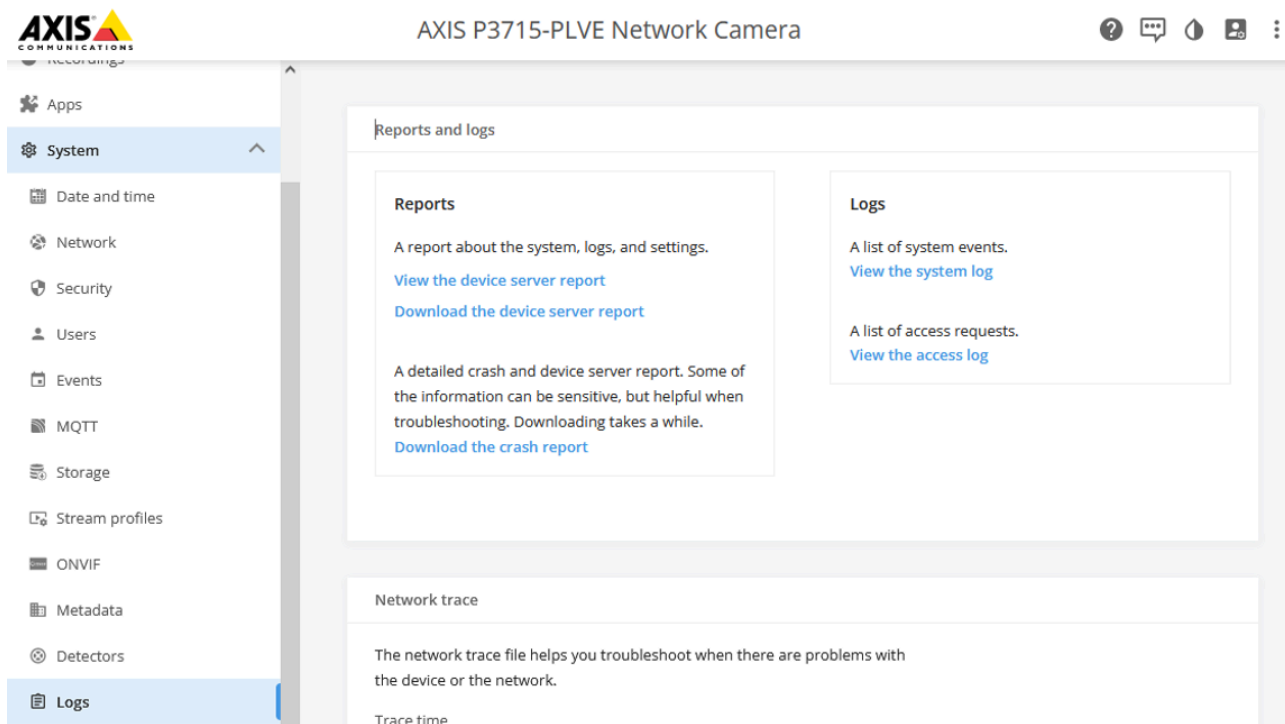 AXIS
COMMUNICATIONS
AXIS P3715-PLVE Network Camera
Recordings
Apps
System
Date and time
Network
Security
Users
Events
MQTT
Storage
Stream profiles
ONVIF
Metadata
Detectors
Logs
Reports and logs
Reports
A report about the system, logs, and settings.
View the device server report
Download the device server report
A detailed crash and device server report. Some of
the information can be sensitive, but helpful when
troubleshooting. Downloading takes a while.
Download the crash report
Logs
A list of system events.
View the system log
A list of access requests.
View the access log
Network trace
The network trace file helps you troubleshoot when there are problems with
the device or the network.
Trace time